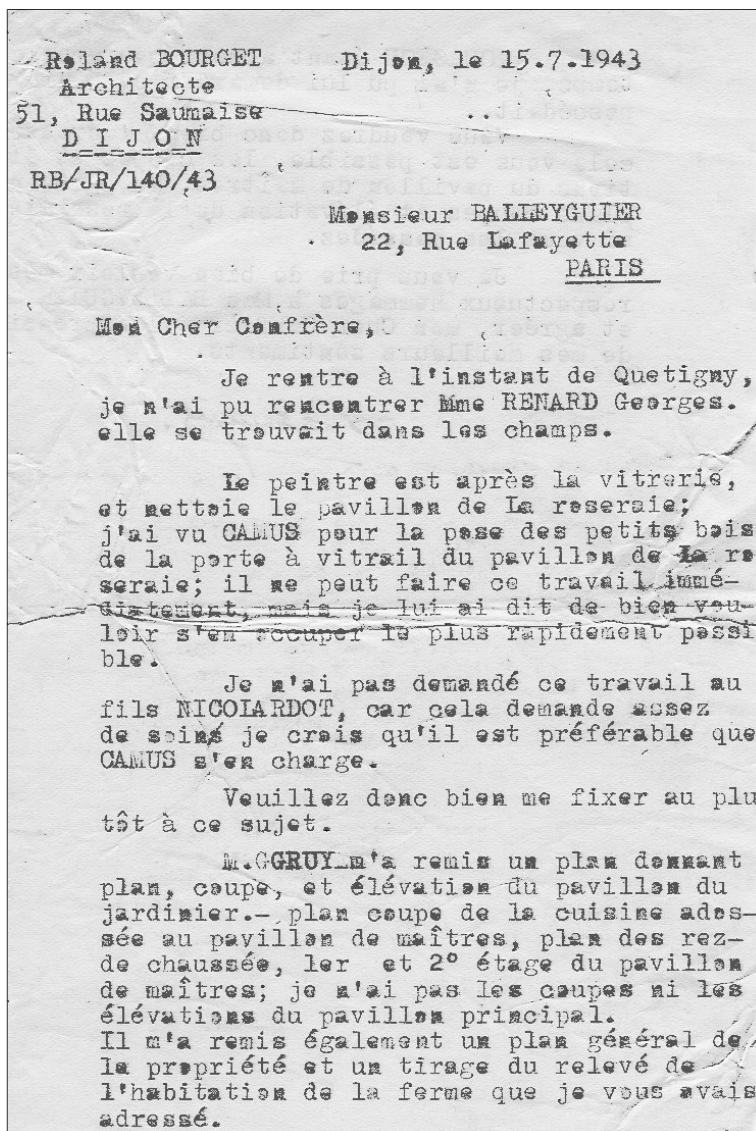 Roland BOURGET    Dijon, le 15.7.1943
Architecte
51, Rue Saumaise
D I J O N
RB/JR/140/43
Monsieur BALLEYGUIER
22, Rue Lafayette
PARIS
Mon Cher Confrère,
Je rentre à l'instant de Quetigny,
je n'ai pu rencontrer Mme RENARD Georges.
elle se trouvait dans les champs.
Le peintre est après la vitrerie,
et nettoie le pavillon de La roseraie;
j'ai vu CAMUS pour la pose des petits bois
de la porte à vitrail du pavillon de La ro
seraie; il ne peut faire ce travail immé-
diatement, mais je lui ai dit de bien vou-
loir s'en occuper le plus rapidement possi
ble.
Je n'ai pas demandé ce travail au
fils NICOLARDOT, car cela demande assez
de soins je crois qu'il est préférable que
CAMUS s'en charge.
Veuillez donc bien me fixer au plu
tôt à ce sujet.
M.GGRUY m'a remis un plan donnant
plan, coupe, et élévation du pavillon du
jardinier.- plan coupe de la cuisine ados-
sée au pavillon de maîtres, plan des rez-
de chaussée, 1er et 2° étage du pavillon
de maîtres; je n'ai pas les coupes ni les
élévations du pavillon principal.
Il m'a remis également un plan général de
la propriété et un tirage du relevé de
l'habitation de la ferme que je vous avais
adressé.